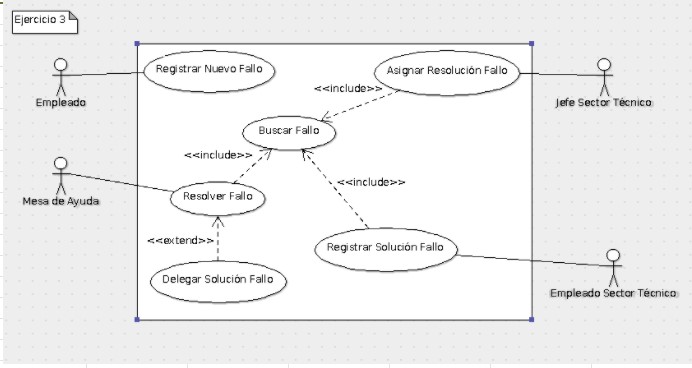 Ejercicio 3
Registrar Nuevo Fallo
Asignar Resolución Fallo
<<include>>
Empleado
Jefe Sector Técnico
Buscar Fallo
<<include>>
<<include>>
Mesa de Ayuda
Resolver Fallo
<<extend>>
Registrar Solución Fallo
Delegar Solución Fallo
Empleado Sector Técnico